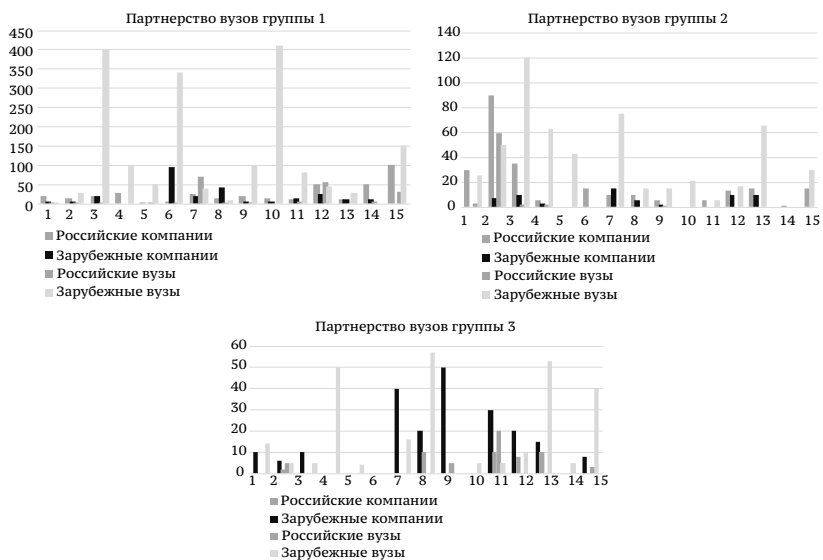 Партнерство вузов группы 1
450
400
350
300
250
200
150
100
50
0
1 2 3 4 5 6 7 8 9 10 11 12 13 14 15
Российские компании
Зарубежные компании
Российские вузы
Зарубежные вузы
Партнерство вузов группы 2
140
120
100
80
60
40
20
0
1 2 3 4 5 6 7 8 9 10 11 12 13 14 15
Российские компании
Зарубежные компании
Российские вузы
Зарубежные вузы
Партнерство вузов группы 3
60
50
40
30
20
10
0
1 2 3 4 5 6 7 8 9 10 11 12 13 14 15
Российские компании
Зарубежные компании
Российские вузы
Зарубежные вузы